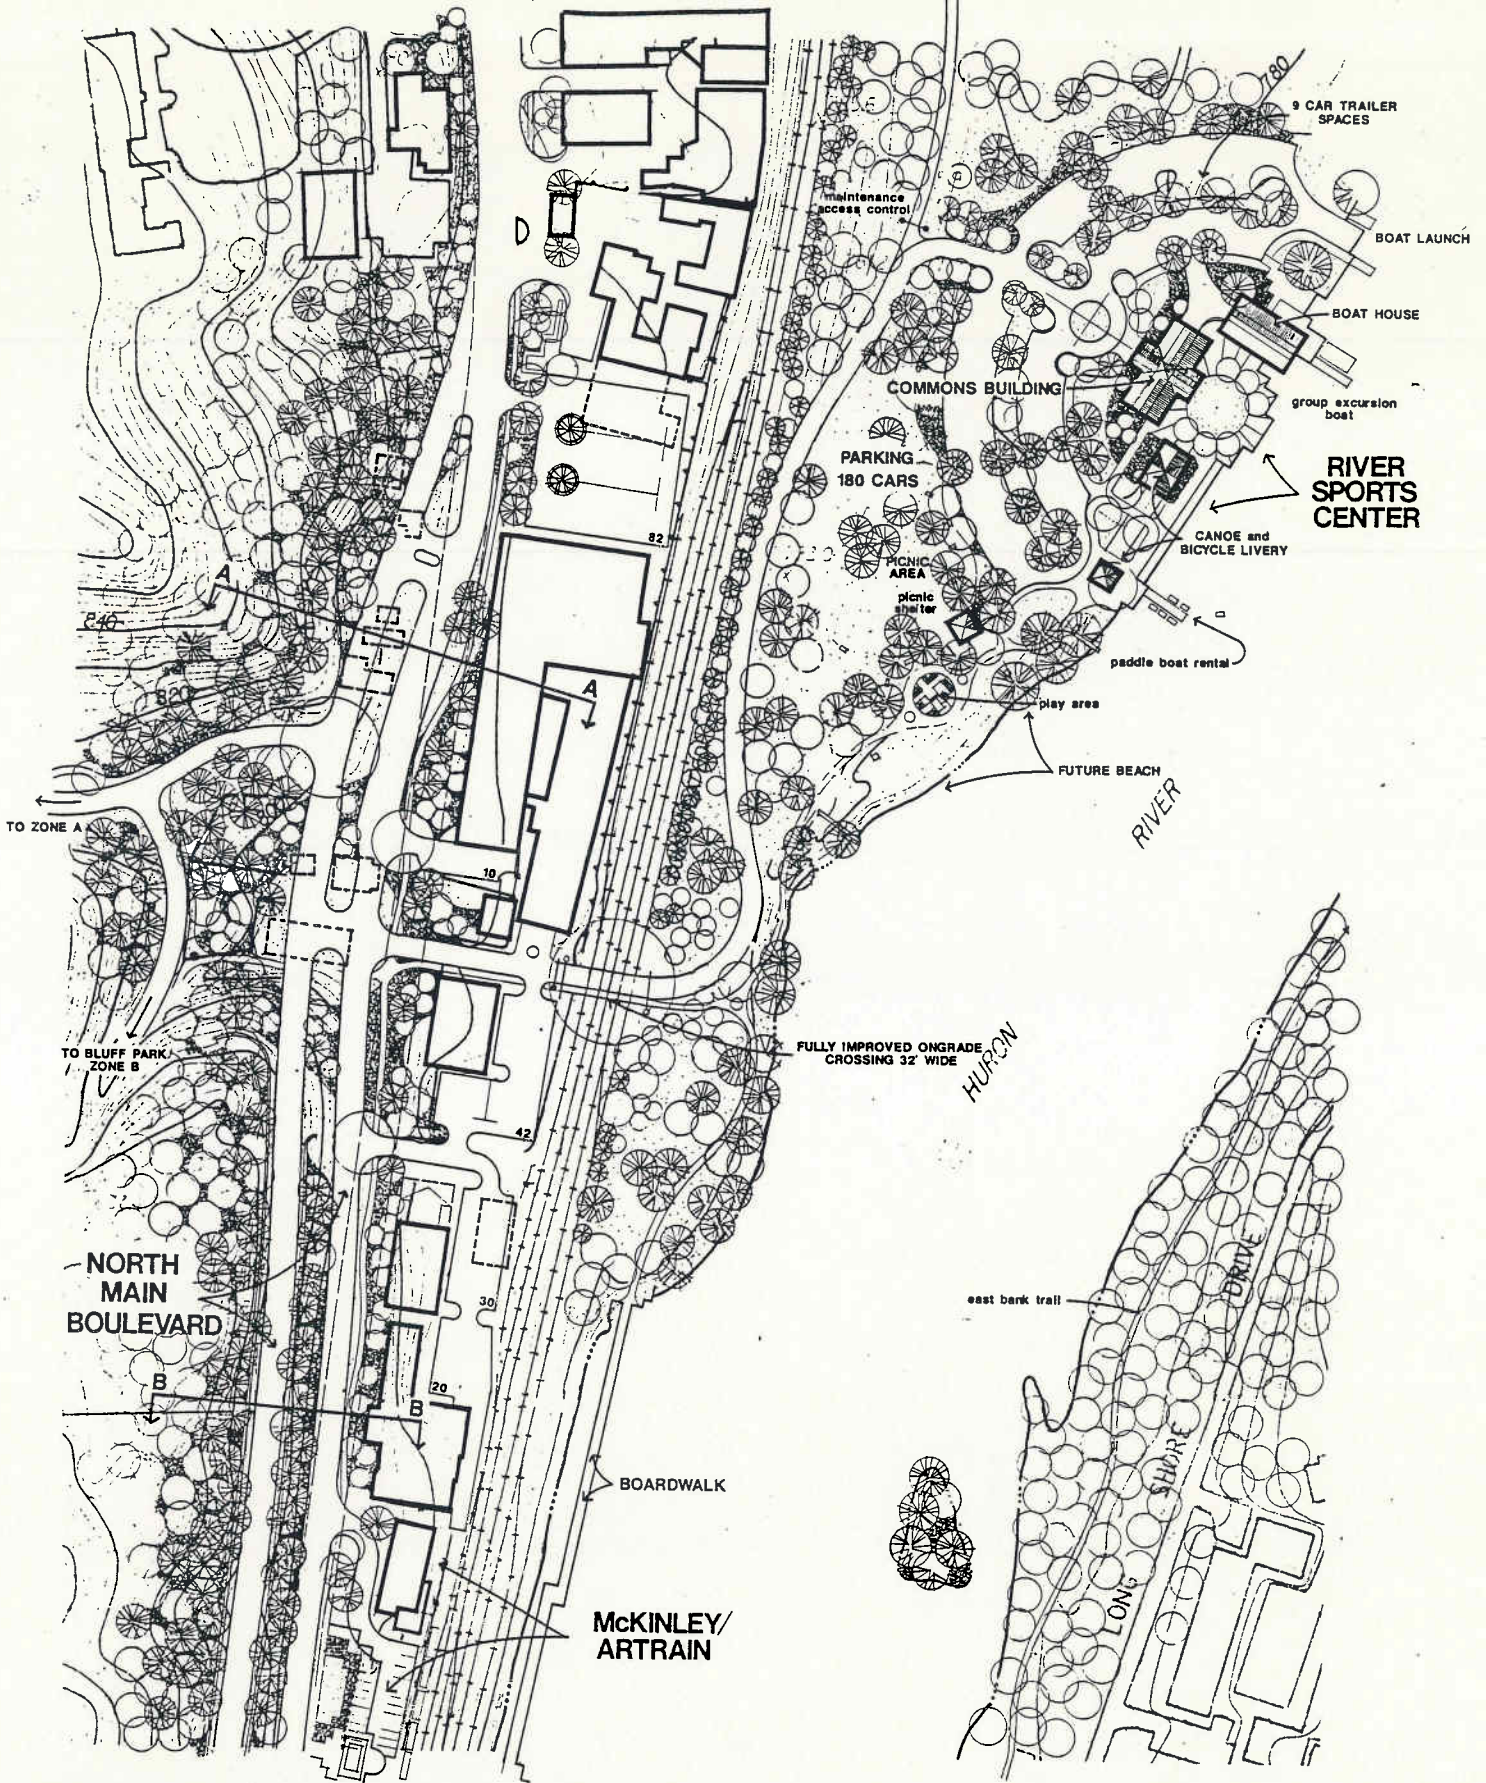 780
9 CAR TRAILER
SPACES
maintenance
access control
BOAT LAUNCH
D
BOAT HOUSE
COMMONS BUILDING
group excursion
boat
PARKING
180 CARS
RIVER
SPORTS
CENTER
82
CANOE and
BICYCLE LIVERY
PICNIC
AREA
picnic
shelter
A
840
paddle boat rental
820
A
play area
FUTURE BEACH
RIVER
TO ZONE A
10
TO BLUFF PARK/
ZONE B
FULLY IMPROVED ONGRADE
CROSSING 32' WIDE
HURON
42
NORTH
MAIN
BOULEVARD
30
east bank trail
LONG SHORE DRIVE
20
B
B
BOARDWALK
McKINLEY/
ARTRAIN